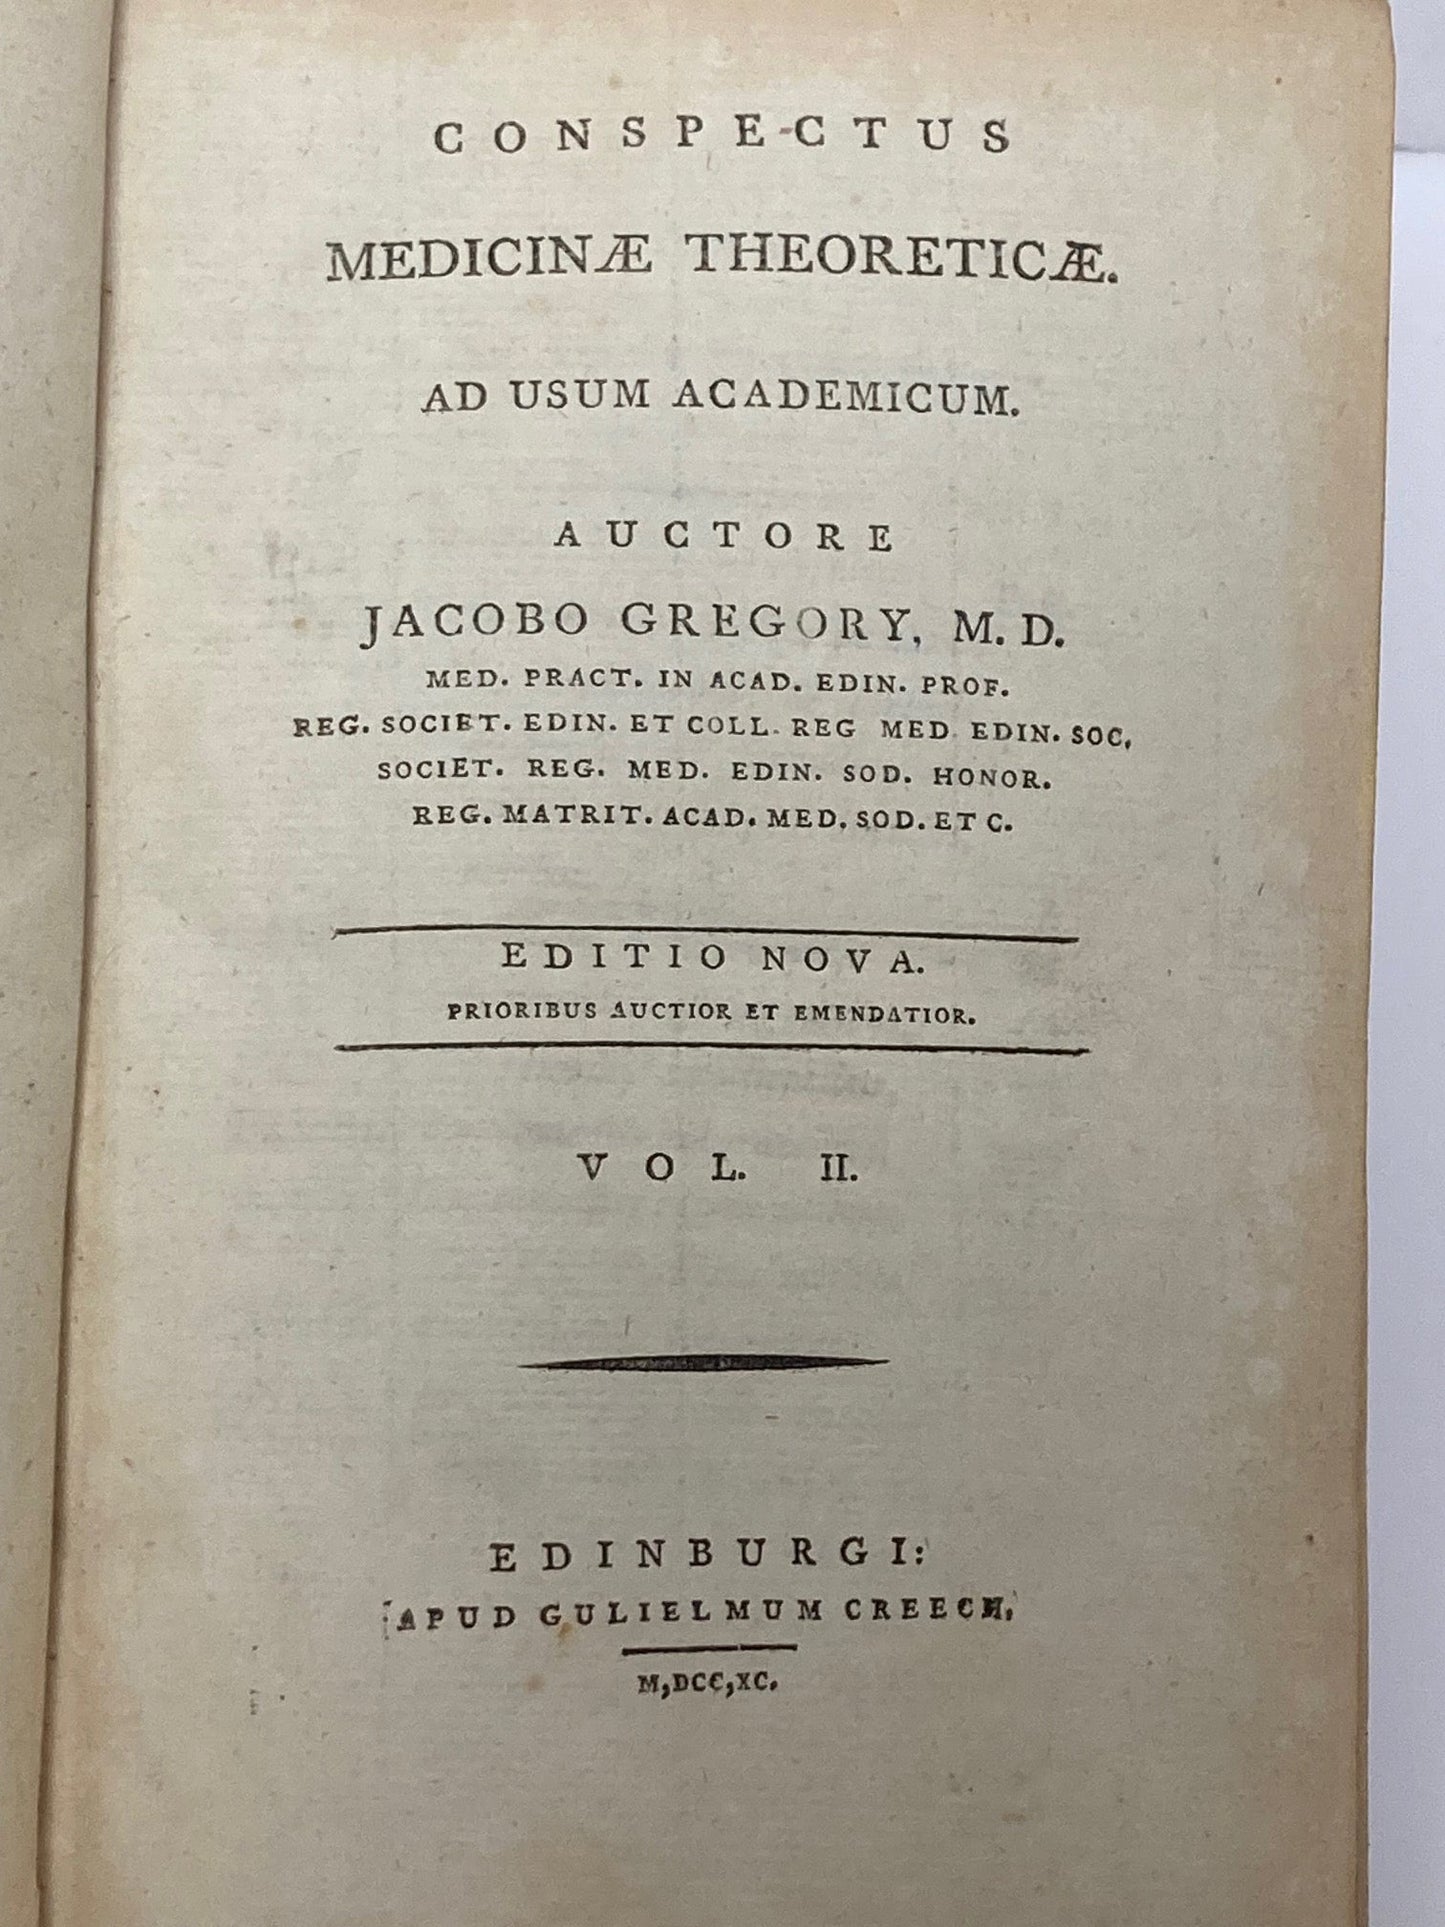 CONSPECTUS
MEDICINÆ THEORETICÆ.
AD USUM ACADEMICUM.
AUCTORE
JACOBO GREGORY, M. D.
MED. PRACT. IN ACAD. EDIN. PROF.
REG. SOCIET. EDIN. ET COLL. REG MED. EDIN. SOC,
SOCIET. REG. MED. EDIN. SOD. HONOR.
REG. MATRIT. ACAD. MED. SOD. ET C.
EDITIO NOVA.
PRIORIBUS AUCTIOR ET EMENDATIOR.
VOL. II.
EDINBURGI:
APUD GULIELMUM CREECH,
M,DCC,XC.